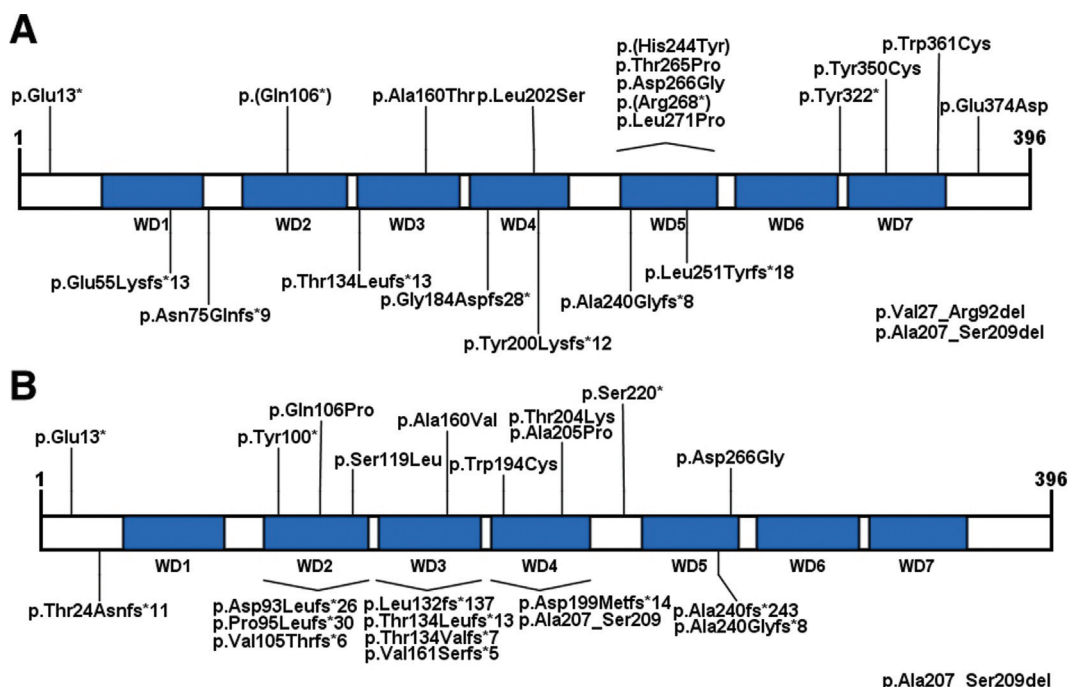 A
p.(His244Tyr)
p.Thr265Pro
p.Asp266Gly
p.(Arg268*)
p.Leu271Pro
p.Trp361Cys
p.Tyr350Cys
p.Glu13*
p.(Gln106*)
p.Ala160Thr
p.Leu202Ser
p.Tyr322*
p.Glu374Asp
1
396
WD1
WD2
WD3
WD4
WD5
WD6
WD7
p.Glu55Lysfs*13
p.Thr134Leufs*13
p.Leu251Tyrfs*18
p.Gly184Aspfs28*
p.Ala240Glyfs*8
p.Asn75Glnfs*9
p.Tyr200Lysfs*12
p.Val27_Arg92del
p.Ala207_Ser209del
B
p.Ser220*
p.Gln106Pro
p.Ala160Val
p.Thr204Lys
p.Ala205Pro
p.Glu13*
p.Tyr100*
p.Ser119Leu
p.Trp194Cys
p.Asp266Gly
1
396
WD1
WD2
WD3
WD4
WD5
WD6
WD7
p.Thr24Asnfs*11
p.Asp93Leufs*26
p.Pro95Leufs*30
p.Val105Thrfs*6
p.Leu132fs*137
p.Thr134Leufs*13
p.Thr134Valfs*7
p.Val161Serfs*5
p.Asp199Metfs*14
p.Ala207_Ser209
p.Ala240fs*243
p.Ala240Glyfs*8
p.Ala207_Ser209del